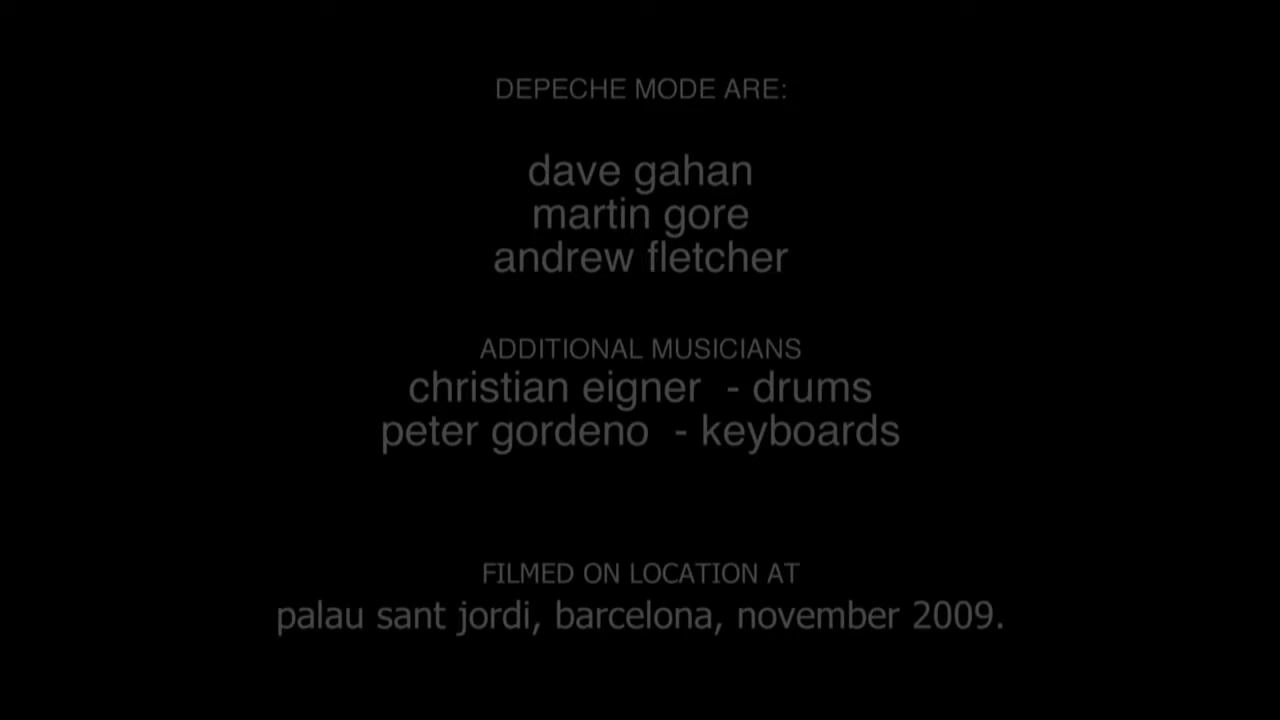 DEPECHE MODE ARE:
dave gahan
martin gore
andrew fletcher
ADDITIONAL MUSICIANS
christian eigner - drums
peter gordeno - keyboards
FILMED ON LOCATION AT
palau sant jordi, barcelona, november 2009.